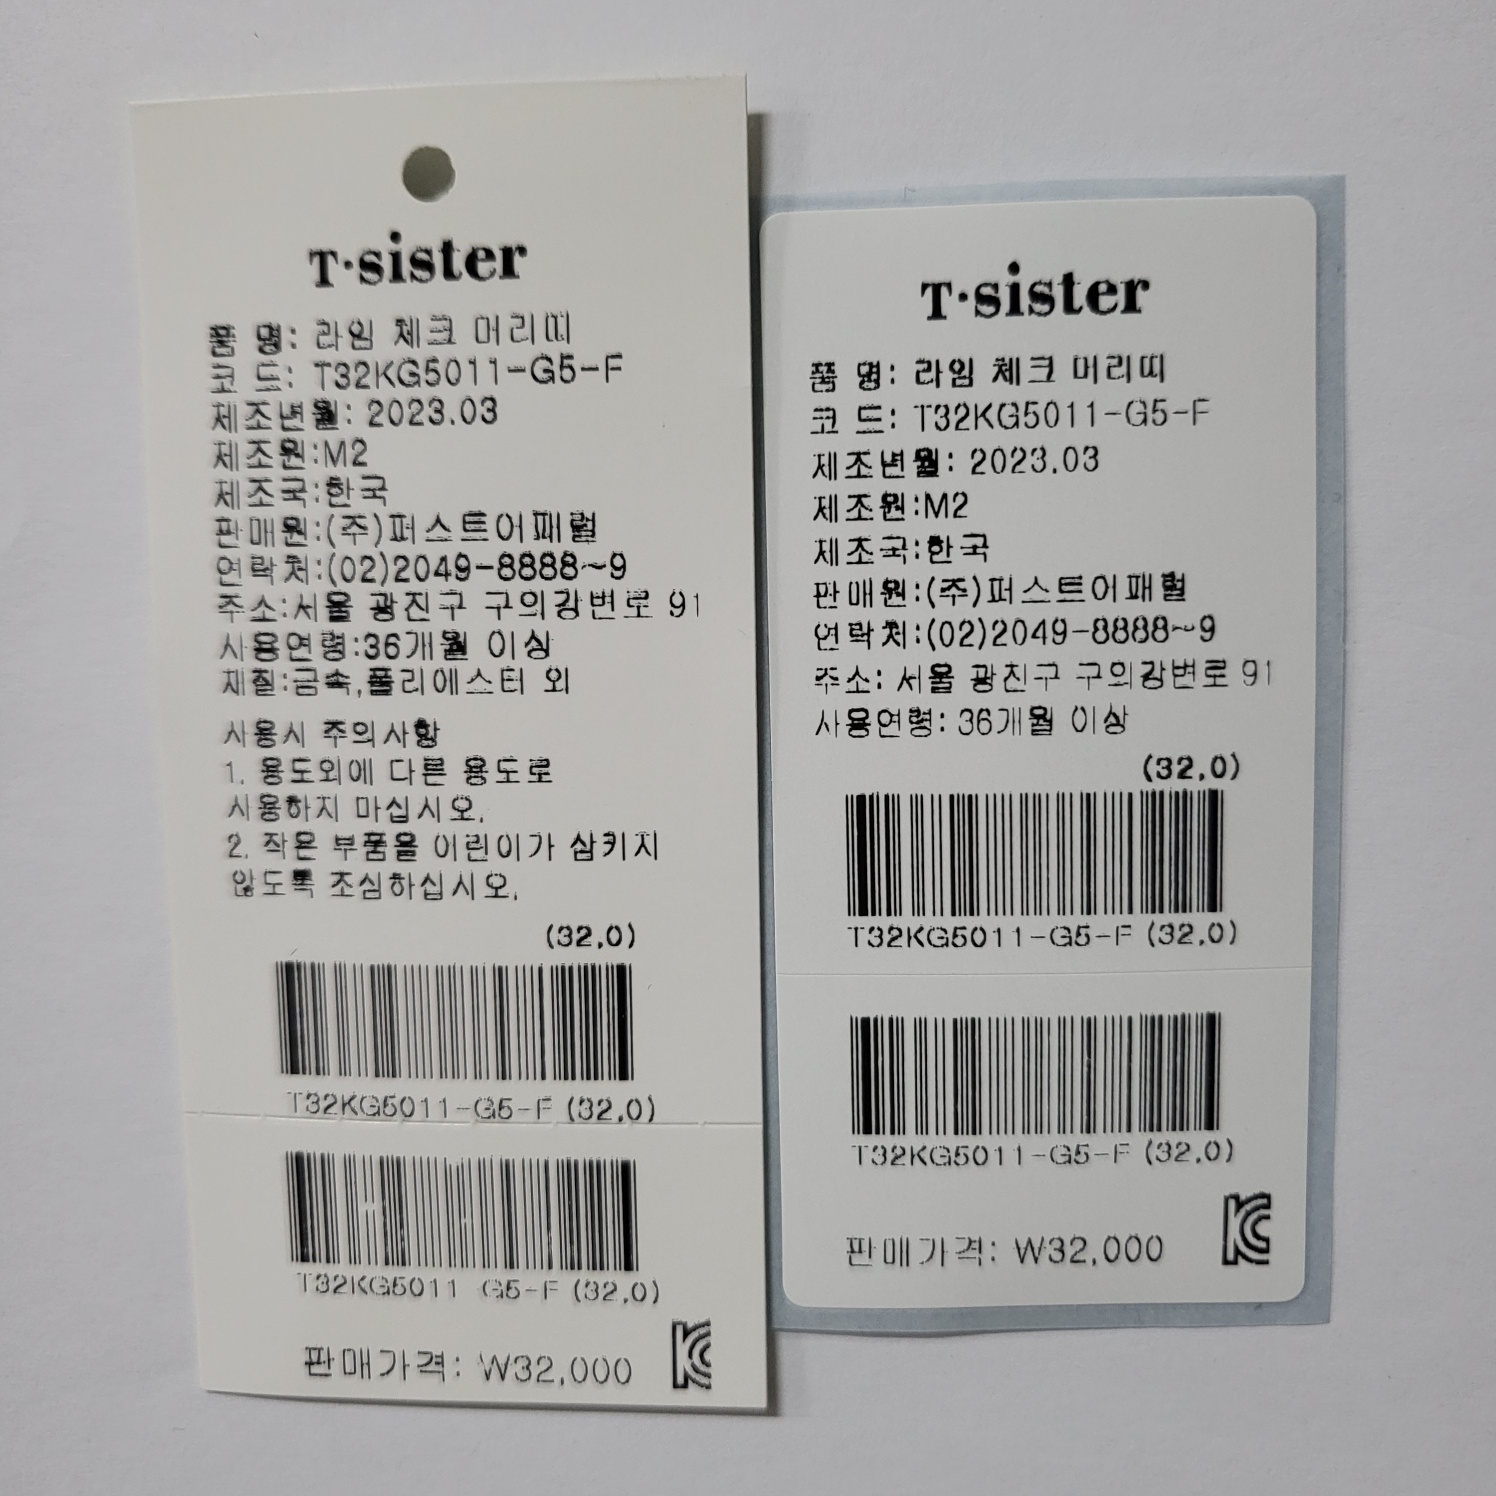 T·sister
품 명: 라임 체크 머리띠
코 드: T32KG5011-G5-F
제조년월: 2023.03
제조원:M2
제조국:한국
판매원:(주)퍼스트어패럴
연락처:(02)2049-8888~9
주소:서울 광진구 구의강변로 91
사용연령:36개월 이상
재질:금속,폴리에스터 외
사용시 주의사항
1. 용도외에 다른 용도로
사용하지 마십시오.
2. 작은 부품을 어린이가 삼키지
않도록 조심하십시오.
(32.0)
T32KG5011-G5-F (32.0)
T32KG5011 G5-F (32.0)
판매가격: ₩32,000
KC
T·sister
품 명: 라임 체크 머리띠
코 드: T32KG5011-G5-F
제조년월: 2023.03
제조원:M2
제조국:한국
판매원:(주)퍼스트어패럴
연락처:(02)2049-8888~9
주소: 서울 광진구 구의강변로 91
사용연령: 36개월 이상
(32.0)
T32KG5011-G5-F (32.0)
T32KG5011-G5-F (32.0)
판매가격: ₩32,000
KC